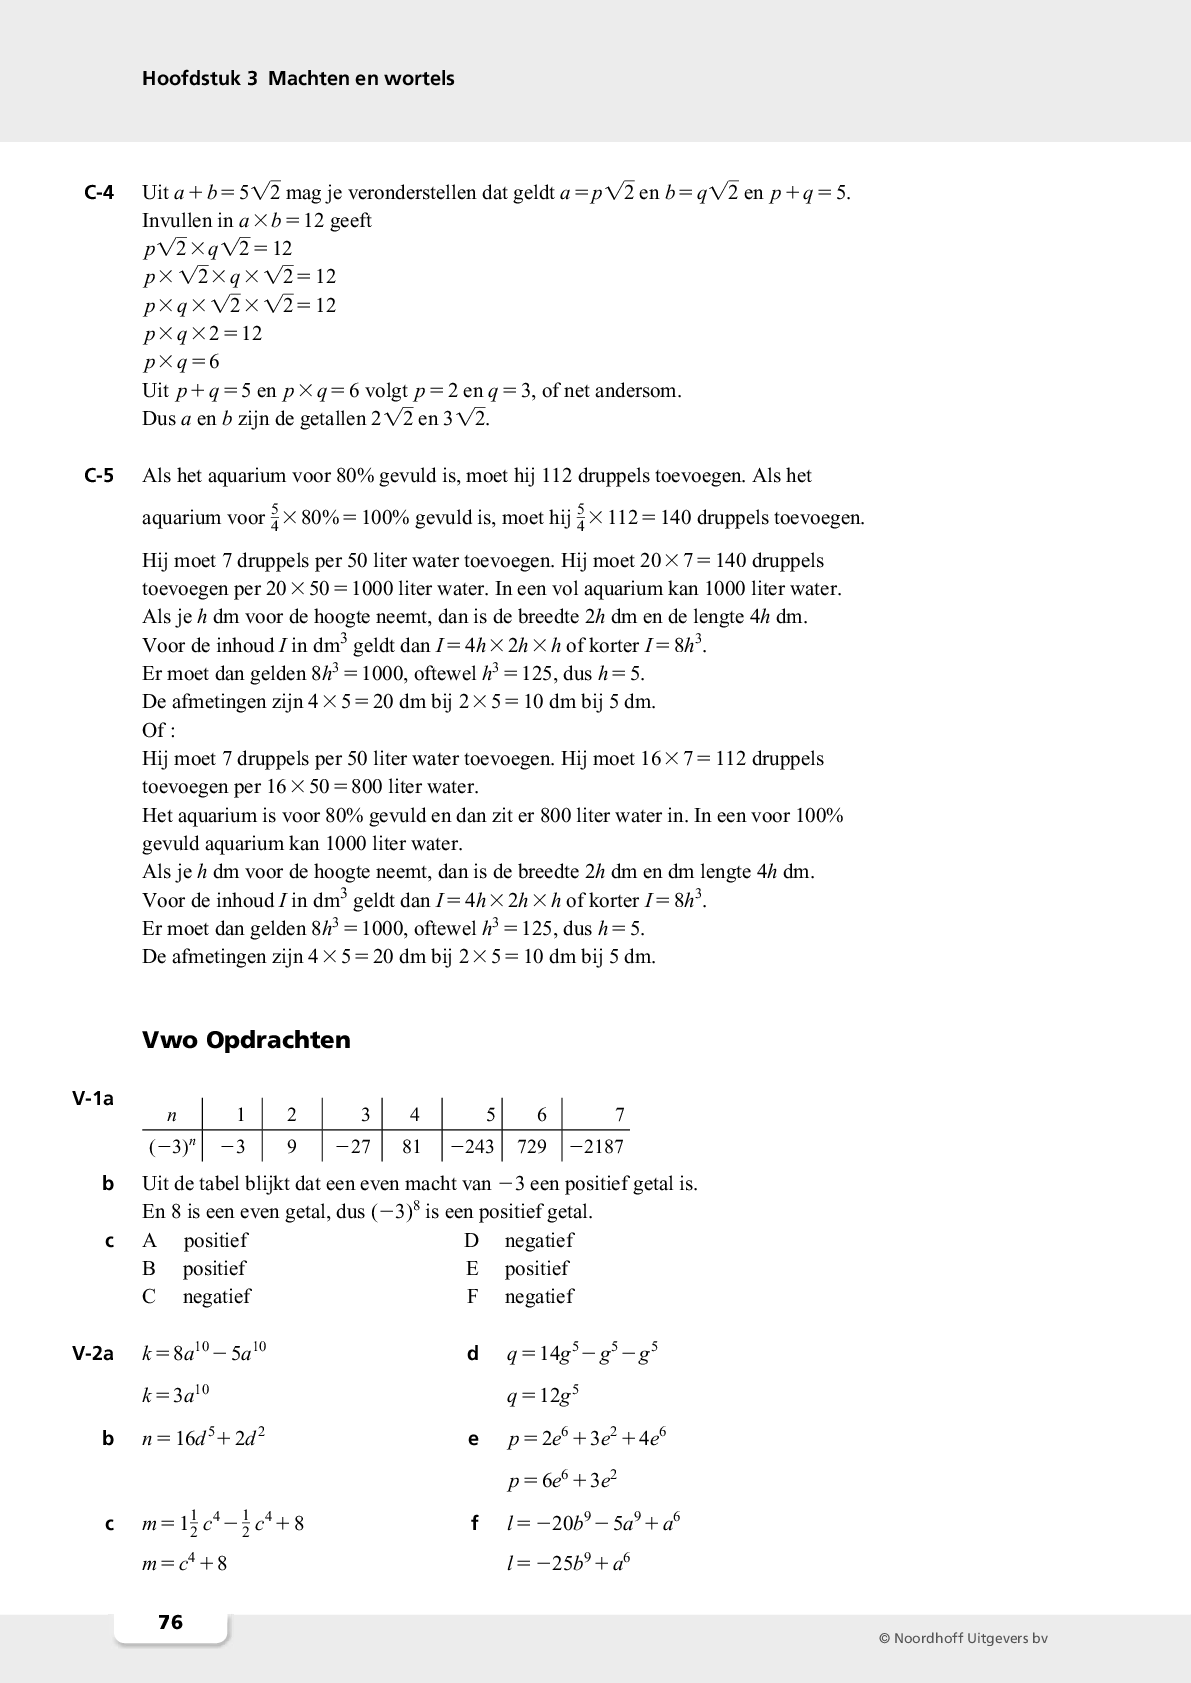 Hoofdstuk 3 Machten en wortels
C-4 Uit a + b = 5√2 mag je veronderstellen dat geldt a = p√2 en b = q√2 en p + q = 5.
Invullen in a × b = 12 geeft
p√2 × q√2 = 12
p × √2 × q × √2 = 12
p × q × √2 × √2 = 12
p × q × 2 = 12
p × q = 6
Uit p + q = 5 en p × q = 6 volgt p = 2 en q = 3, of net andersom.
Dus a en b zijn de getallen 2√2 en 3√2.
C-5 Als het aquarium voor 80% gevuld is, moet hij 112 druppels toevoegen. Als het
aquarium voor 5/4 × 80% = 100% gevuld is, moet hij 5/4 × 112 = 140 druppels toevoegen.
Hij moet 7 druppels per 50 liter water toevoegen. Hij moet 20 × 7 = 140 druppels
toevoegen per 20 × 50 = 1000 liter water. In een vol aquarium kan 1000 liter water.
Als je h dm voor de hoogte neemt, dan is de breedte 2h dm en de lengte 4h dm.
Voor de inhoud I in dm³ geldt dan I = 4h × 2h × h of korter I = 8h³.
Er moet dan gelden 8h³ = 1000, oftewel h³ = 125, dus h = 5.
De afmetingen zijn 4 × 5 = 20 dm bij 2 × 5 = 10 dm bij 5 dm.
Of :
Hij moet 7 druppels per 50 liter water toevoegen. Hij moet 16 × 7 = 112 druppels
toevoegen per 16 × 50 = 800 liter water.
Het aquarium is voor 80% gevuld en dan zit er 800 liter water in. In een voor 100%
gevuld aquarium kan 1000 liter water.
Als je h dm voor de hoogte neemt, dan is de breedte 2h dm en dm lengte 4h dm.
Voor de inhoud I in dm³ geldt dan I = 4h × 2h × h of korter I = 8h³.
Er moet dan gelden 8h³ = 1000, oftewel h³ = 125, dus h = 5.
De afmetingen zijn 4 × 5 = 20 dm bij 2 × 5 = 10 dm bij 5 dm.
Vwo Opdrachten
V-1a
n 1 2 3 4 5 6 7
(−3)ⁿ −3 9 −27 81 −243 729 −2187
b Uit de tabel blijkt dat een even macht van −3 een positief getal is.
En 8 is een even getal, dus (−3)⁸ is een positief getal.
c A positief D negatief
B positief E positief
C negatief F negatief
V-2a k = 8a¹⁰ − 5a¹⁰ d q = 14g⁵ − g⁵ − g⁵
k = 3a¹⁰ q = 12g⁵
b n = 16d⁵ + 2d² e p = 2e⁶ + 3e² + 4e⁶
p = 6e⁶ + 3e²
c m = 1 1/2 c⁴ − 1/2 c⁴ + 8 f l = −20b⁹ − 5a⁹ + a⁶
m = c⁴ + 8 l = −25b⁹ + a⁶
76
© Noordhoff Uitgevers bv